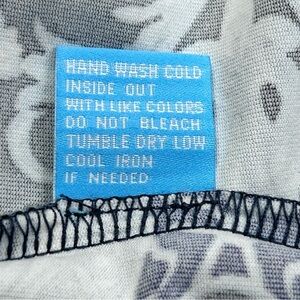 HAND WASH COLD
INSIDE OUT
WITH LIKE COLORS
DO NOT BLEACH
TUMBLE DRY LOW
COOL IRON
IF NEEDED